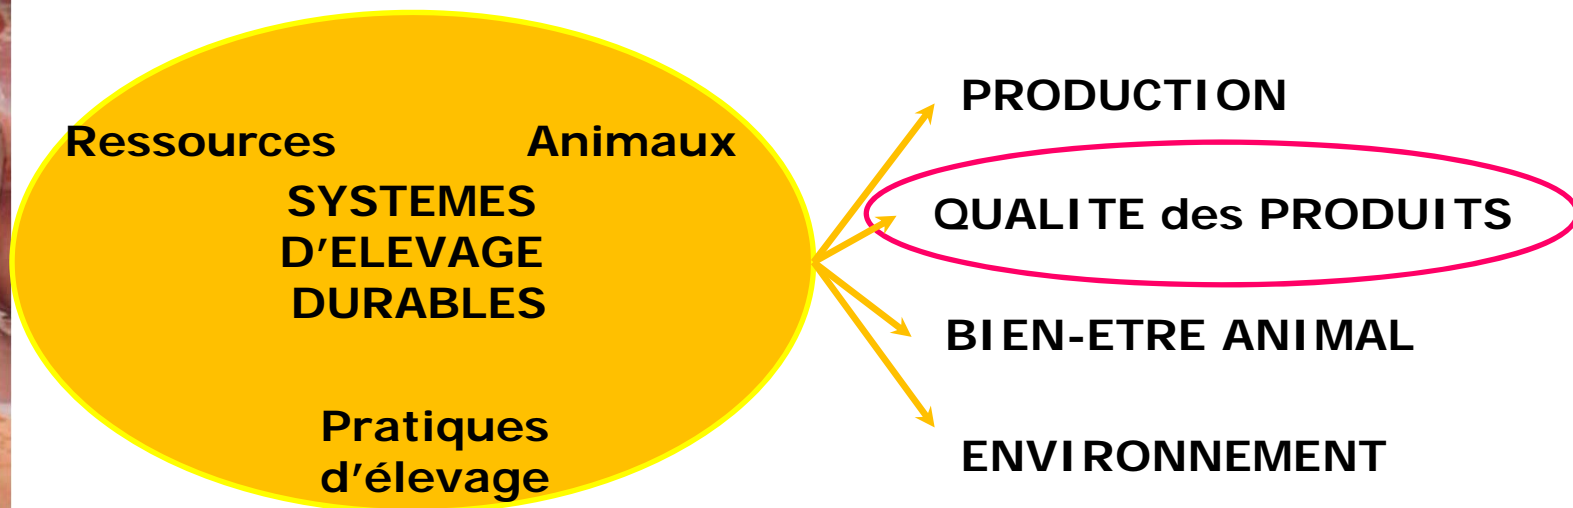 Ressources
Animaux
SYSTEMES
D'ELEVAGE
DURABLES
Pratiques
d'élevage
PRODUCTION
QUALITE des PRODUITS
BIEN-ETRE ANIMAL
ENVIRONNEMENT